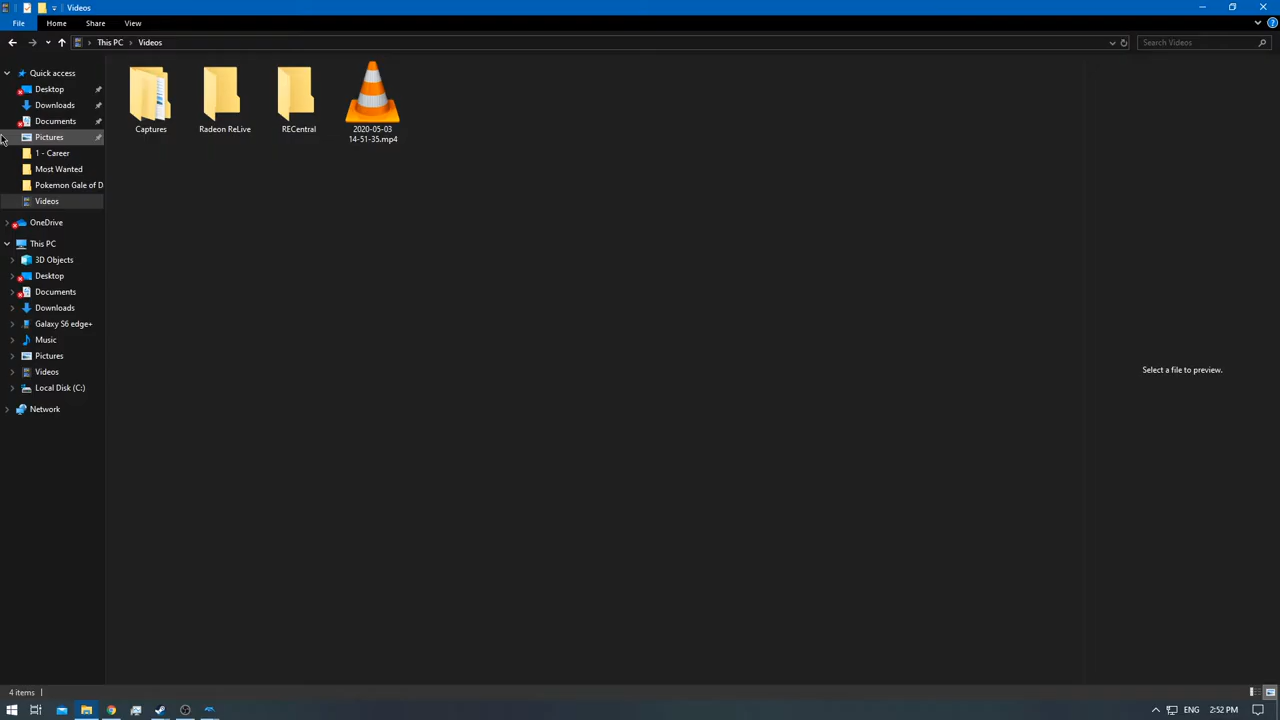 Videos
File Home Share View
This PC Videos
Search Videos
Quick access
Desktop
Downloads
Documents
Pictures
1 - Career
Most Wanted
Pokemon Gale of D
Videos
OneDrive
This PC
3D Objects
Desktop
Documents
Downloads
Galaxy S6 edge+
Music
Pictures
Videos
Local Disk (C:)
Network
Captures
Radeon ReLive
RECentral
2020-05-03
14-51-35.mp4
Select a file to preview.
4 items
ENG 2:52 PM